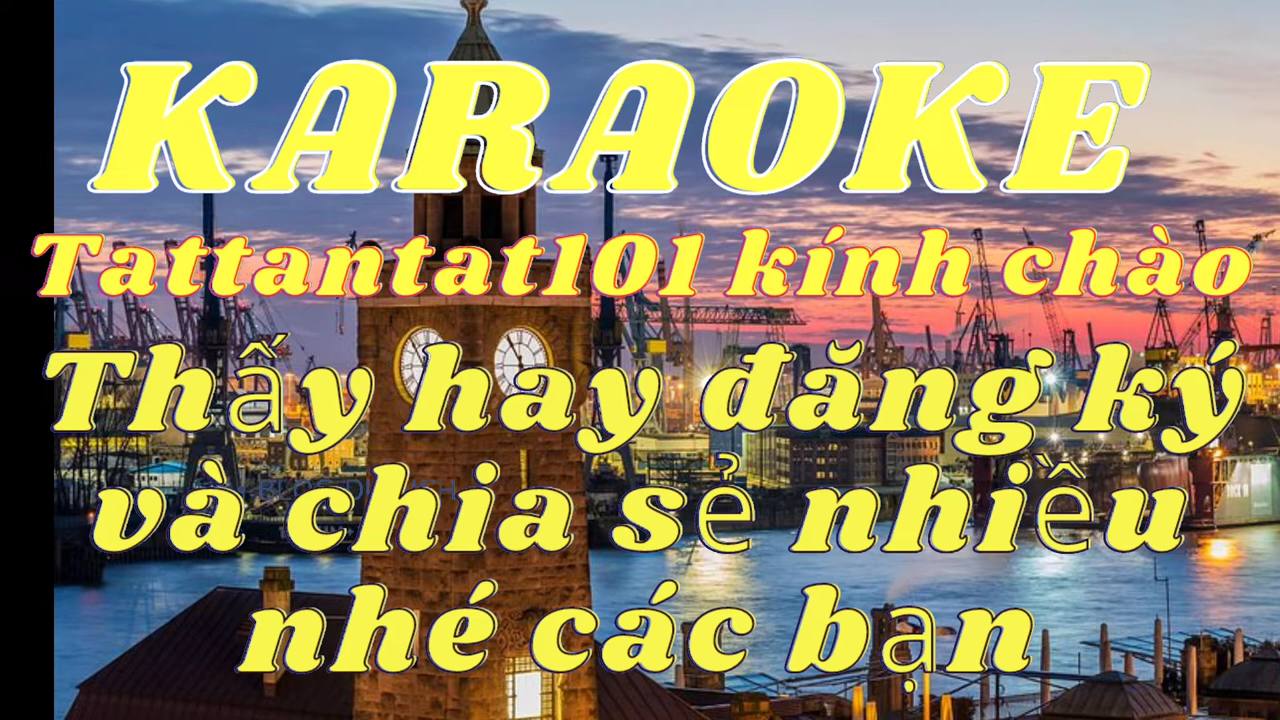 KARAOKE
Tattantat101 kính chào
Thấy hay đăng ký
và chia sẻ nhiều
nhé các bạn